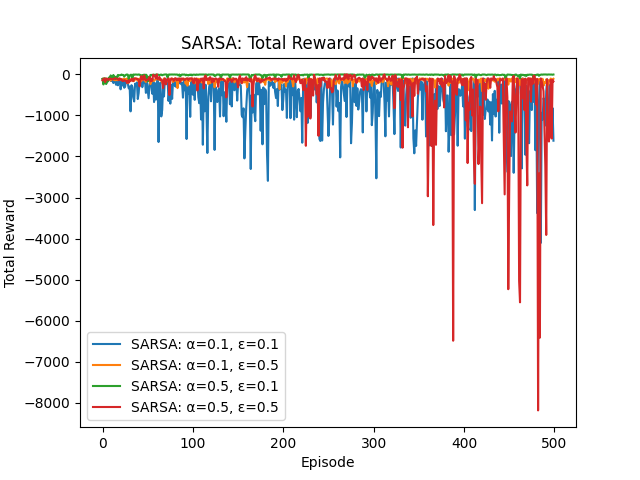 SARSA: Total Reward over Episodes
Total Reward
0
−1000
−2000
−3000
−4000
−5000
−6000
−7000
−8000
SARSA: α=0.1, ε=0.1
SARSA: α=0.1, ε=0.5
SARSA: α=0.5, ε=0.1
SARSA: α=0.5, ε=0.5
0 100 200 300 400 500
Episode